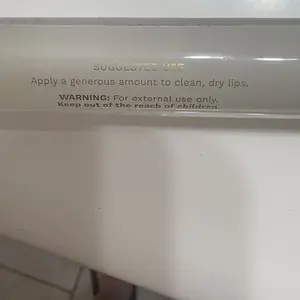 SUGGESTED USE
Apply a generous amount to clean, dry lips.
WARNING: For external use only.
Keep out of the reach of children.